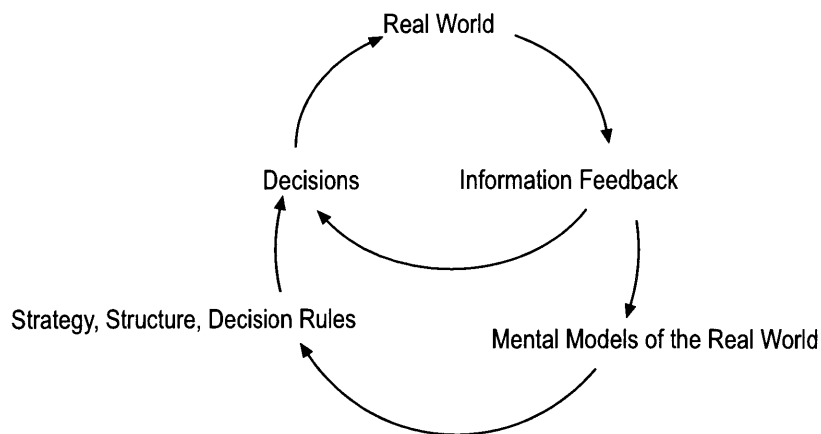 Real World
Decisions
Information Feedback
Strategy, Structure, Decision Rules
Mental Models of the Real World